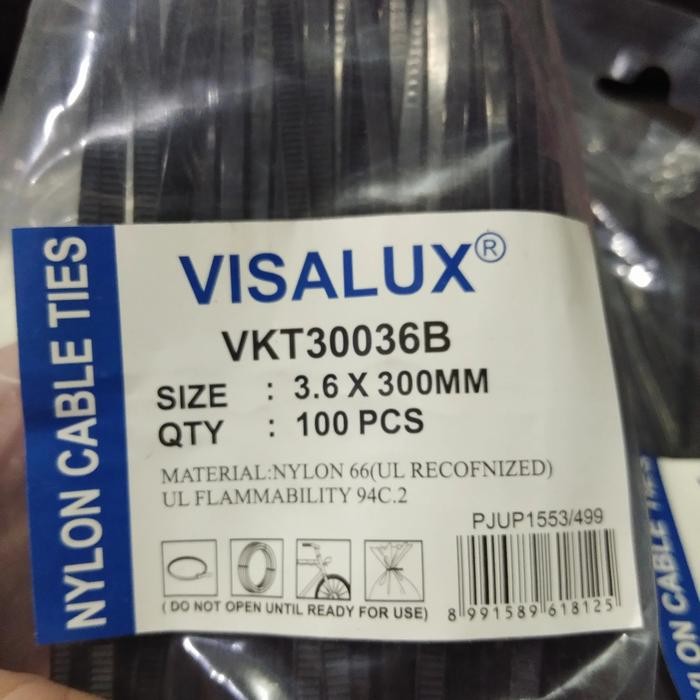 NYLON CABLE TIES
VISALUX®
VKT30036B
SIZE : 3.6 X 300MM
QTY : 100 PCS
MATERIAL:NYLON 66(UL RECOFNIZED)
UL FLAMMABILITY 94C.2
PJUP1553/499
(DO NOT OPEN UNTIL READY FOR USE)
8 991589 618125
ON CABLE TIES